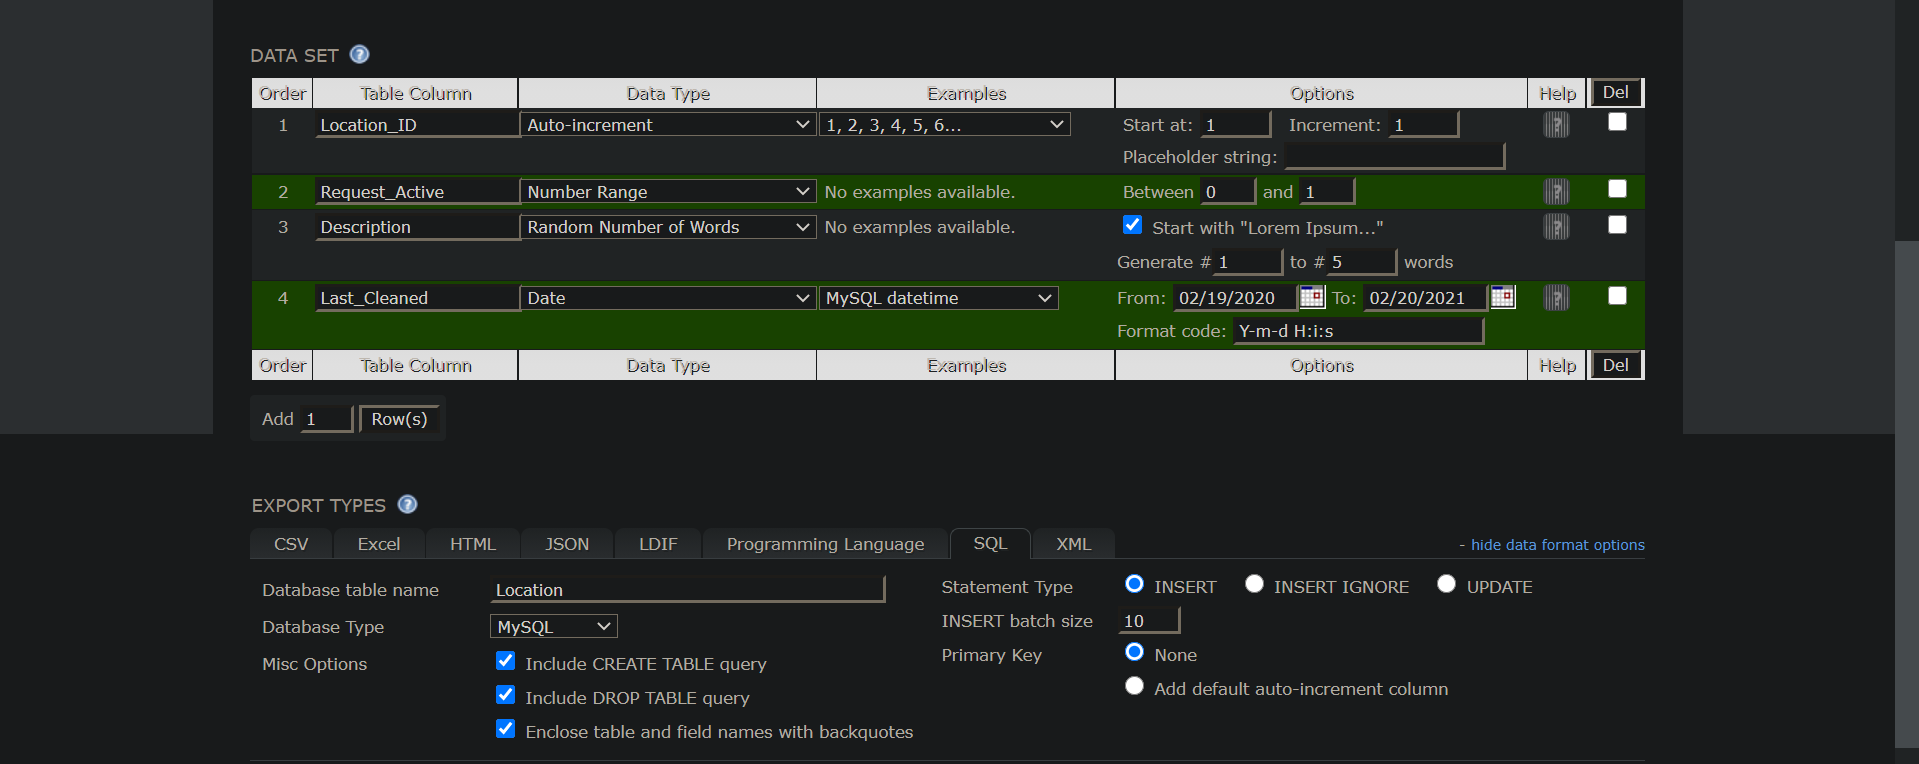 DATA SET ?
Order Table Column Data Type Examples Options Help Del
1 Location_ID Auto-increment 1, 2, 3, 4, 5, 6... Start at: 1 Increment: 1 ?
Placeholder string:
2 Request_Active Number Range No examples available. Between 0 and 1 ?
3 Description Random Number of Words No examples available. Start with "Lorem Ipsum..." ?
Generate # 1 to # 5 words
4 Last_Cleaned Date MySQL datetime From: 02/19/2020 To: 02/20/2021 ?
Format code: Y-m-d H:i:s
Order Table Column Data Type Examples Options Help Del
Add 1 Row(s)
EXPORT TYPES ?
CSV Excel HTML JSON LDIF Programming Language SQL XML - hide data format options
Database table name Location Statement Type INSERT INSERT IGNORE UPDATE
Database Type MySQL INSERT batch size 10
Misc Options Include CREATE TABLE query Primary Key None
Include DROP TABLE query Add default auto-increment column
Enclose table and field names with backquotes